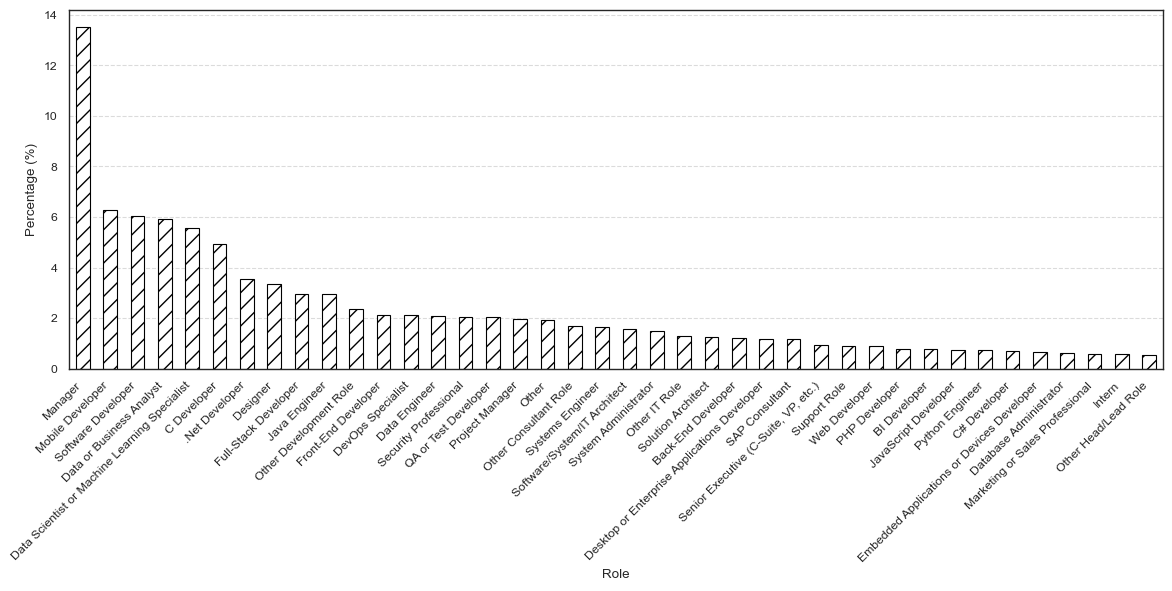 14
12
10
8
6
4
2
0
Percentage (%)
Manager
Mobile Developer
Software Developer
Data or Business Analyst
Data Scientist or Machine Learning Specialist
C Developer
.Net Developer
Designer
Full-Stack Developer
Java Engineer
Other Development Role
Front-End Developer
DevOps Specialist
Data Engineer
Security Professional
QA or Test Developer
Project Manager
Other
Other Consultant Role
Systems Engineer
Software/System/IT Architect
System Administrator
Other IT Role
Solution Architect
Back-End Developer
Desktop or Enterprise Applications Developer
SAP Consultant
Senior Executive (C-Suite, VP, etc.)
Support Role
Web Developer
PHP Developer
BI Developer
JavaScript Developer
Python Engineer
C# Developer
Embedded Applications or Devices Developer
Database Administrator
Marketing or Sales Professional
Intern
Other Head/Lead Role
Role